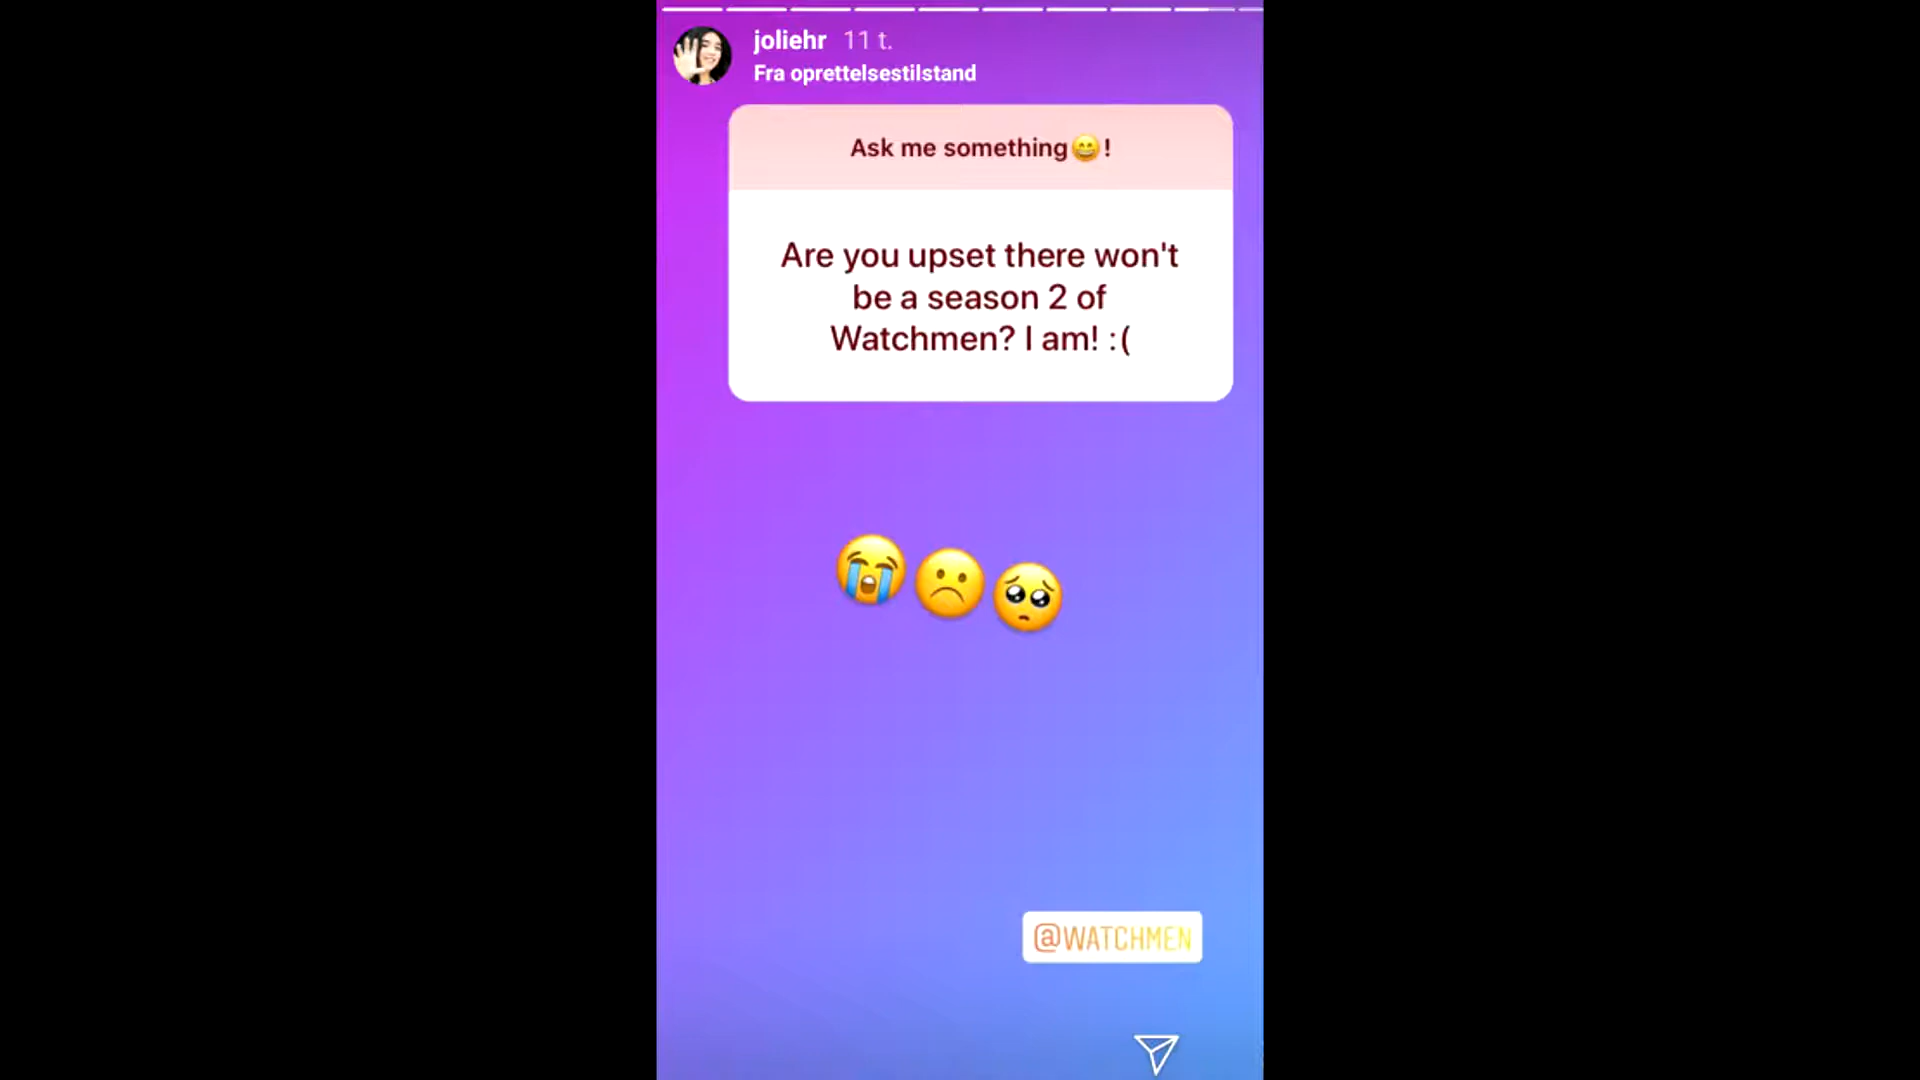 joliehr 11 t.
Fra oprettelsestilstand
Ask me something😄!
Are you upset there won't
be a season 2 of
Watchmen? I am! :(
😭🙁🥺
@WATCHMEN